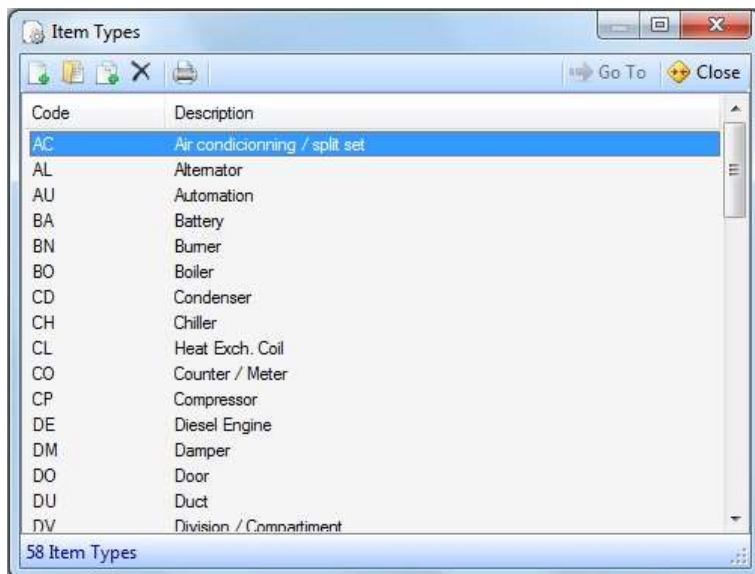 Item Types
Go To Close
Code Description
AC Air condicionning / split set
AL Alternator
AU Automation
BA Battery
BN Burner
BO Boiler
CD Condenser
CH Chiller
CL Heat Exch. Coil
CO Counter / Meter
CP Compressor
DE Diesel Engine
DM Damper
DO Door
DU Duct
DV Division / Compartiment
58 Item Types